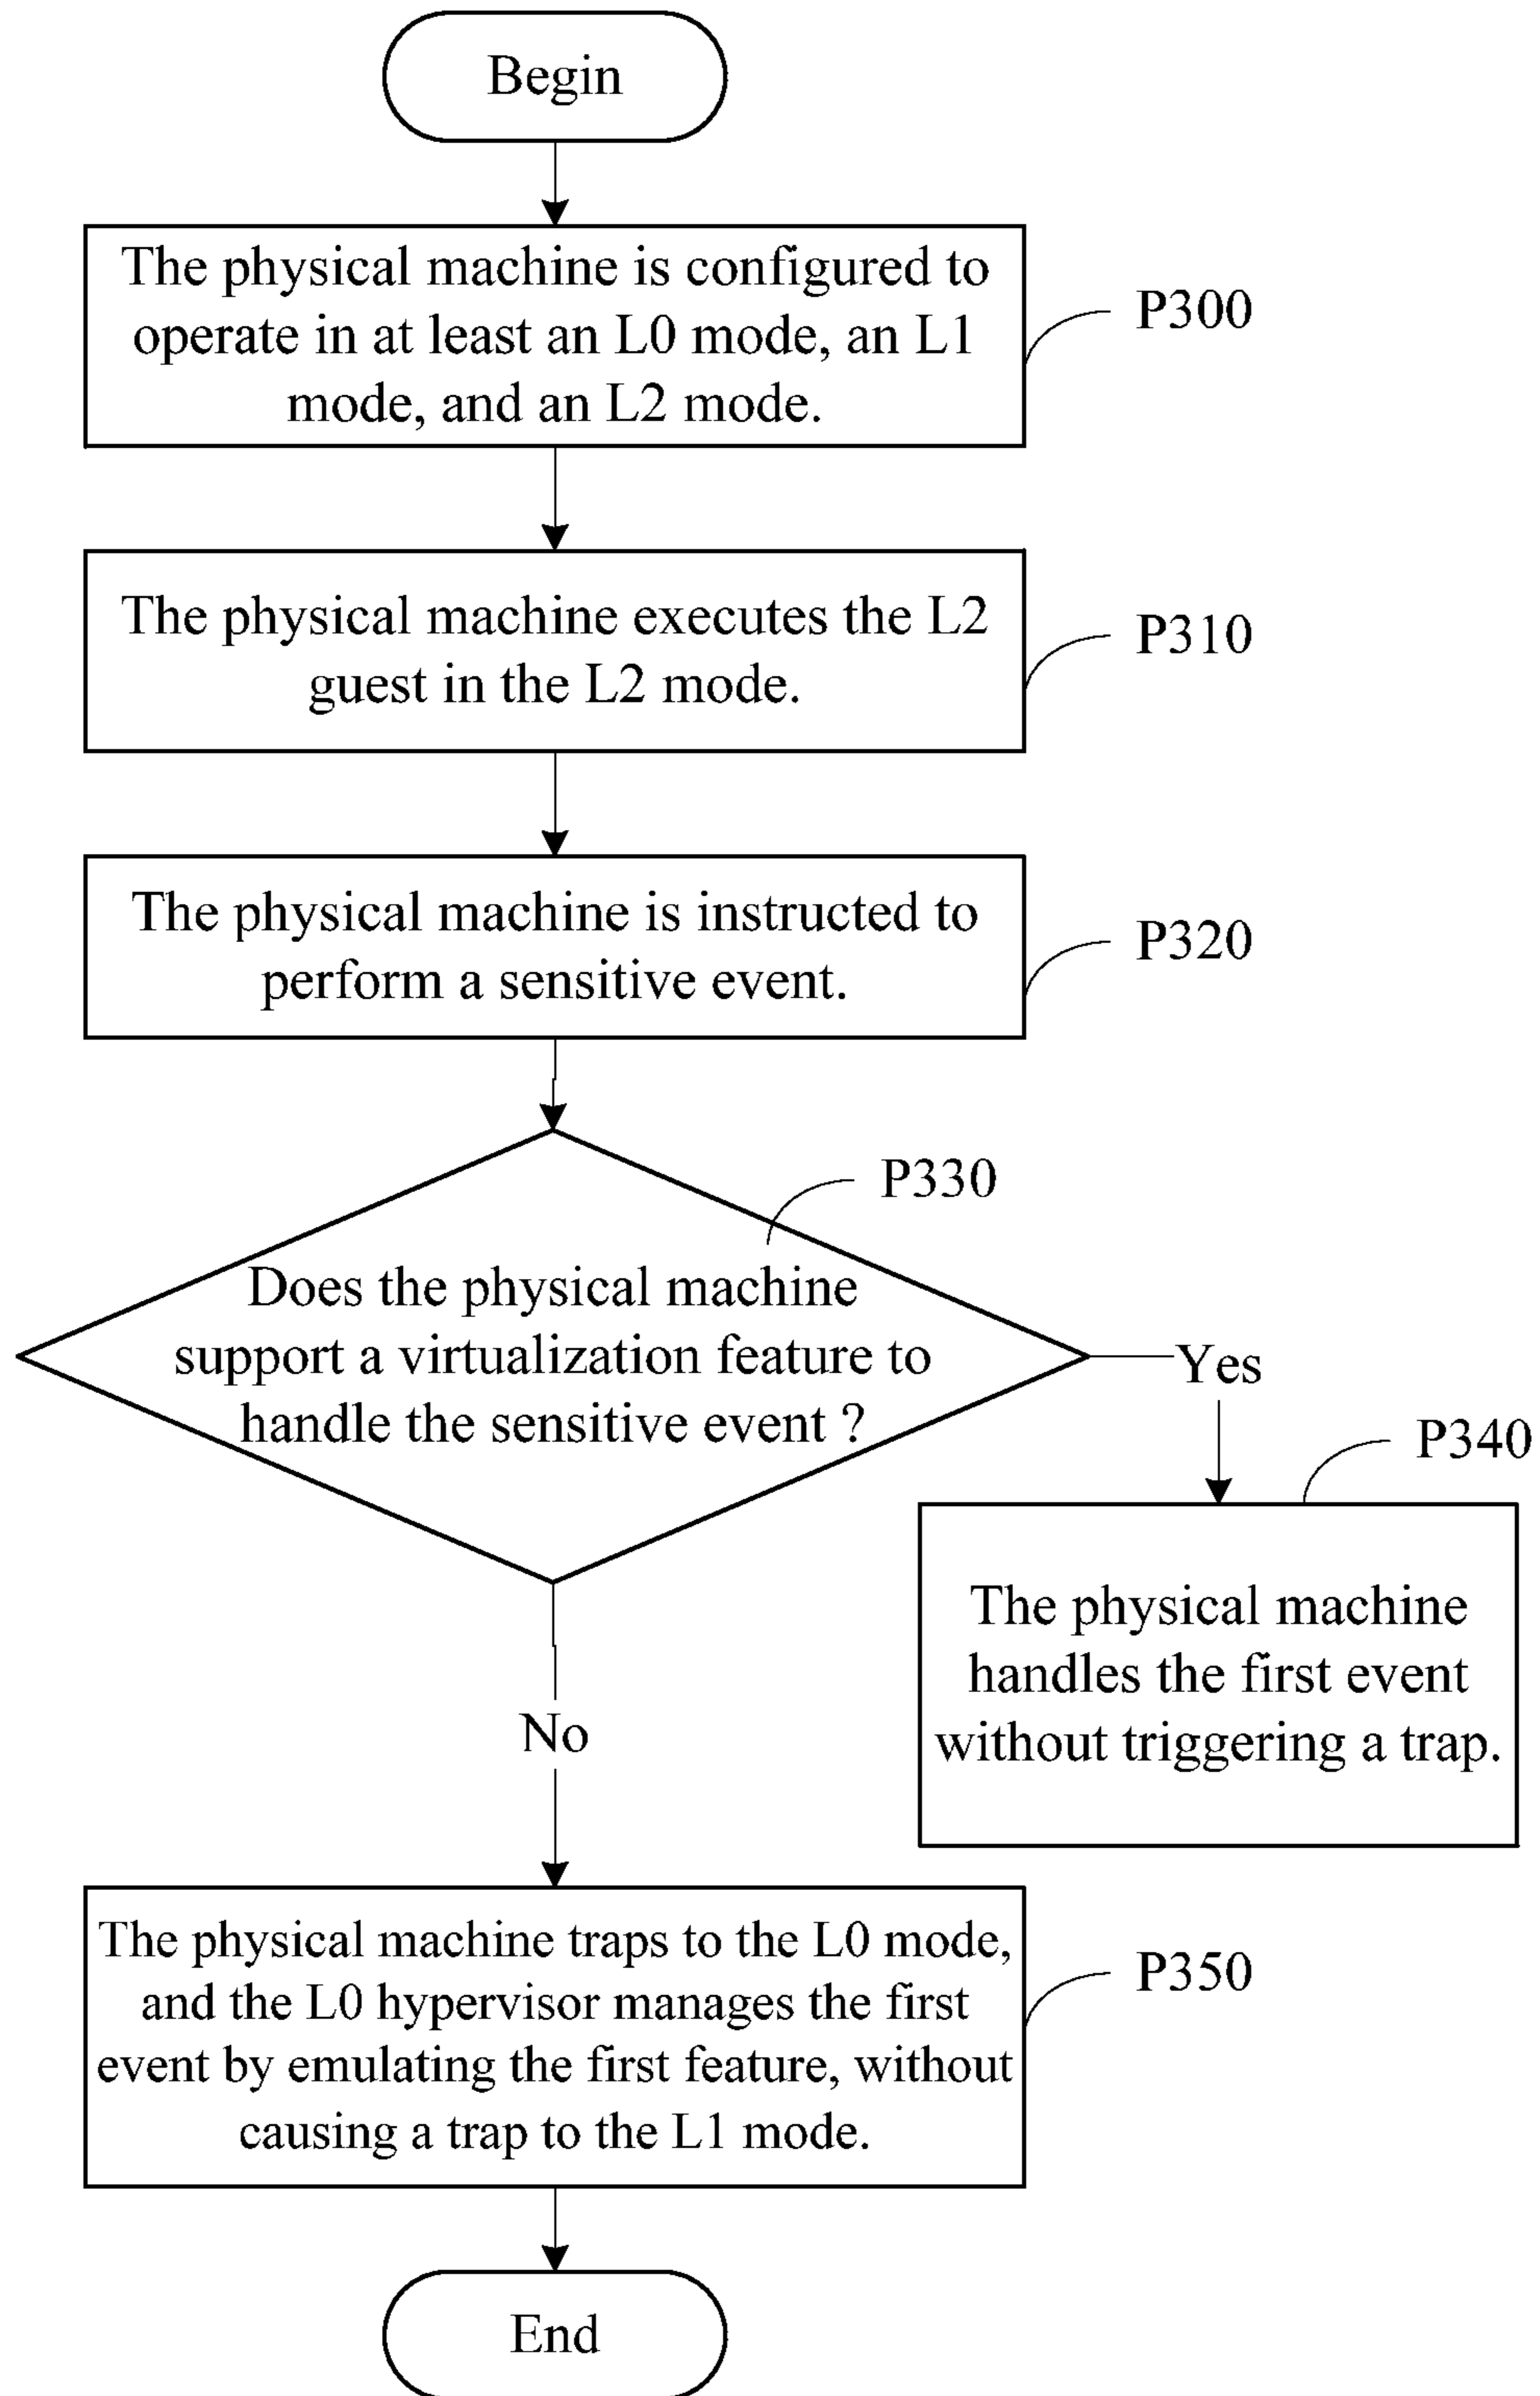 Begin
The physical machine is configured to
operate in at least an L0 mode, an L1
mode, and an L2 mode.
P300
The physical machine executes the L2
guest in the L2 mode.
P310
The physical machine is instructed to
perform a sensitive event.
P320
P330
Does the physical machine
support a virtualization feature to
handle the sensitive event ?
Yes
P340
The physical machine
handles the first event
without triggering a trap.
No
The physical machine traps to the L0 mode,
and the L0 hypervisor manages the first
event by emulating the first feature, without
causing a trap to the L1 mode.
P350
End